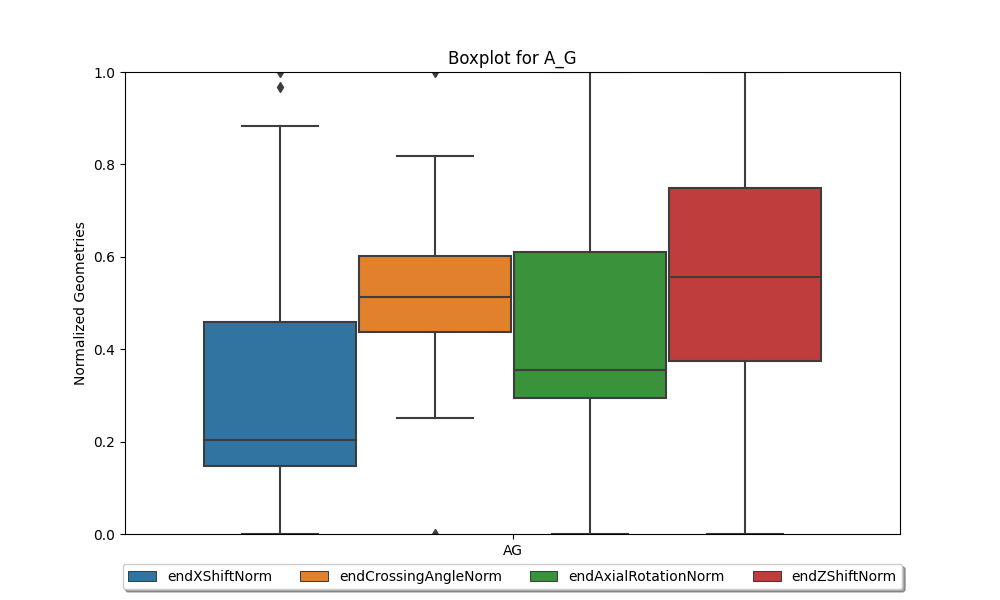 Boxplot for A_G
1.0
0.8
0.6
0.4
0.2
0.0
Normalized Geometries
AG
endXShiftNorm endCrossingAngleNorm endAxialRotationNorm endZShiftNorm